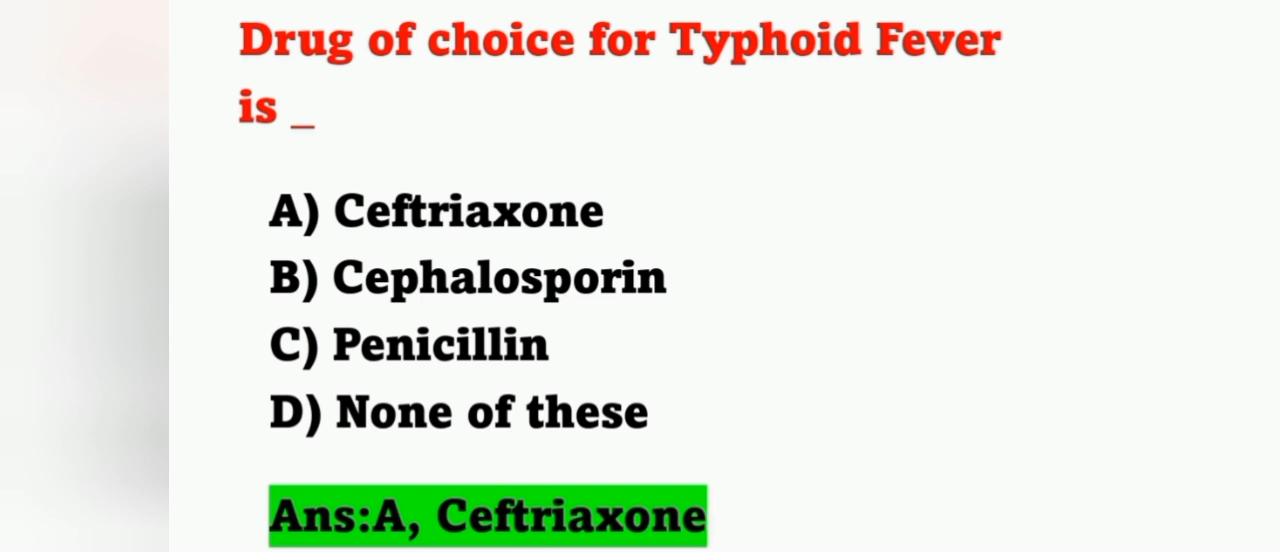 Drug of choice for Typhoid Fever
is _
A) Ceftriaxone
B) Cephalosporin
C) Penicillin
D) None of these
Ans:A, Ceftriaxone